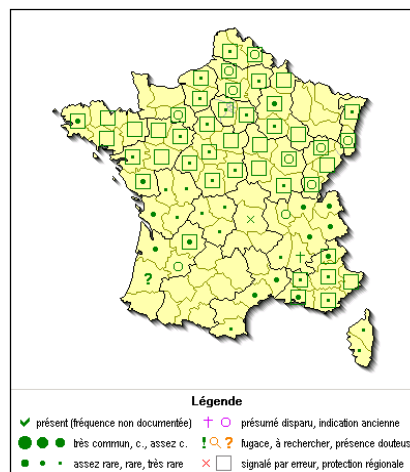 Légende
présent (fréquence non documentée) présumé disparu, indication ancienne
très commun, c., assez c. ! ? fugace, à rechercher, présence douteus
assez rare, rare, très rare signalé par erreur, protection régionale